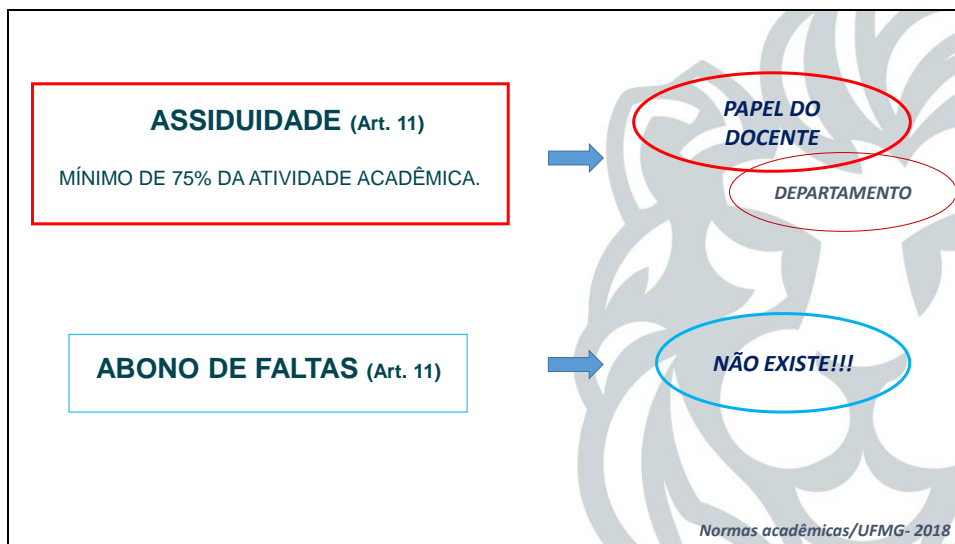 ASSIDUIDADE (Art. 11)
MÍNIMO DE 75% DA ATIVIDADE ACADÊMICA.
PAPEL DO
DOCENTE
DEPARTAMENTO
ABONO DE FALTAS (Art. 11)
NÃO EXISTE!!!
Normas acadêmicas/UFMG- 2018